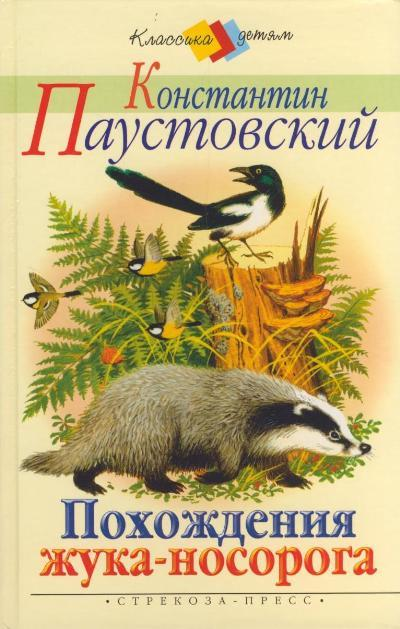 Классика детям
Константин
Паустовский
Похождения
жука-носорога
• СТРЕКОЗА-ПРЕСС •